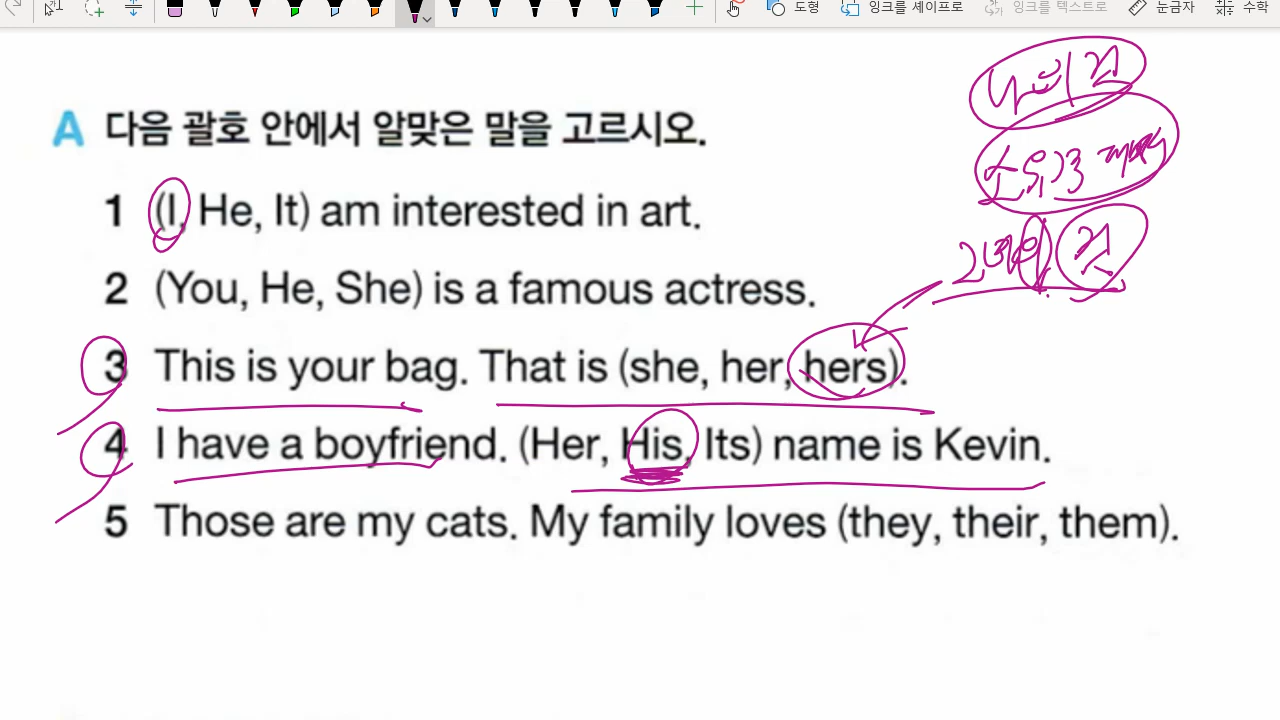 도형 잉크를 셰이프로 잉크를 텍스트로 눈금자 수학
A 다음 괄호 안에서 알맞은 말을 고르시오.
1 (I, He, It) am interested in art.
2 (You, He, She) is a famous actress.
3 This is your bag. That is (she, her, hers).
4 I have a boyfriend. (Her, His, Its) name is Kevin.
5 Those are my cats. My family loves (they, their, them).
나의 것
소유격
그녀의 것